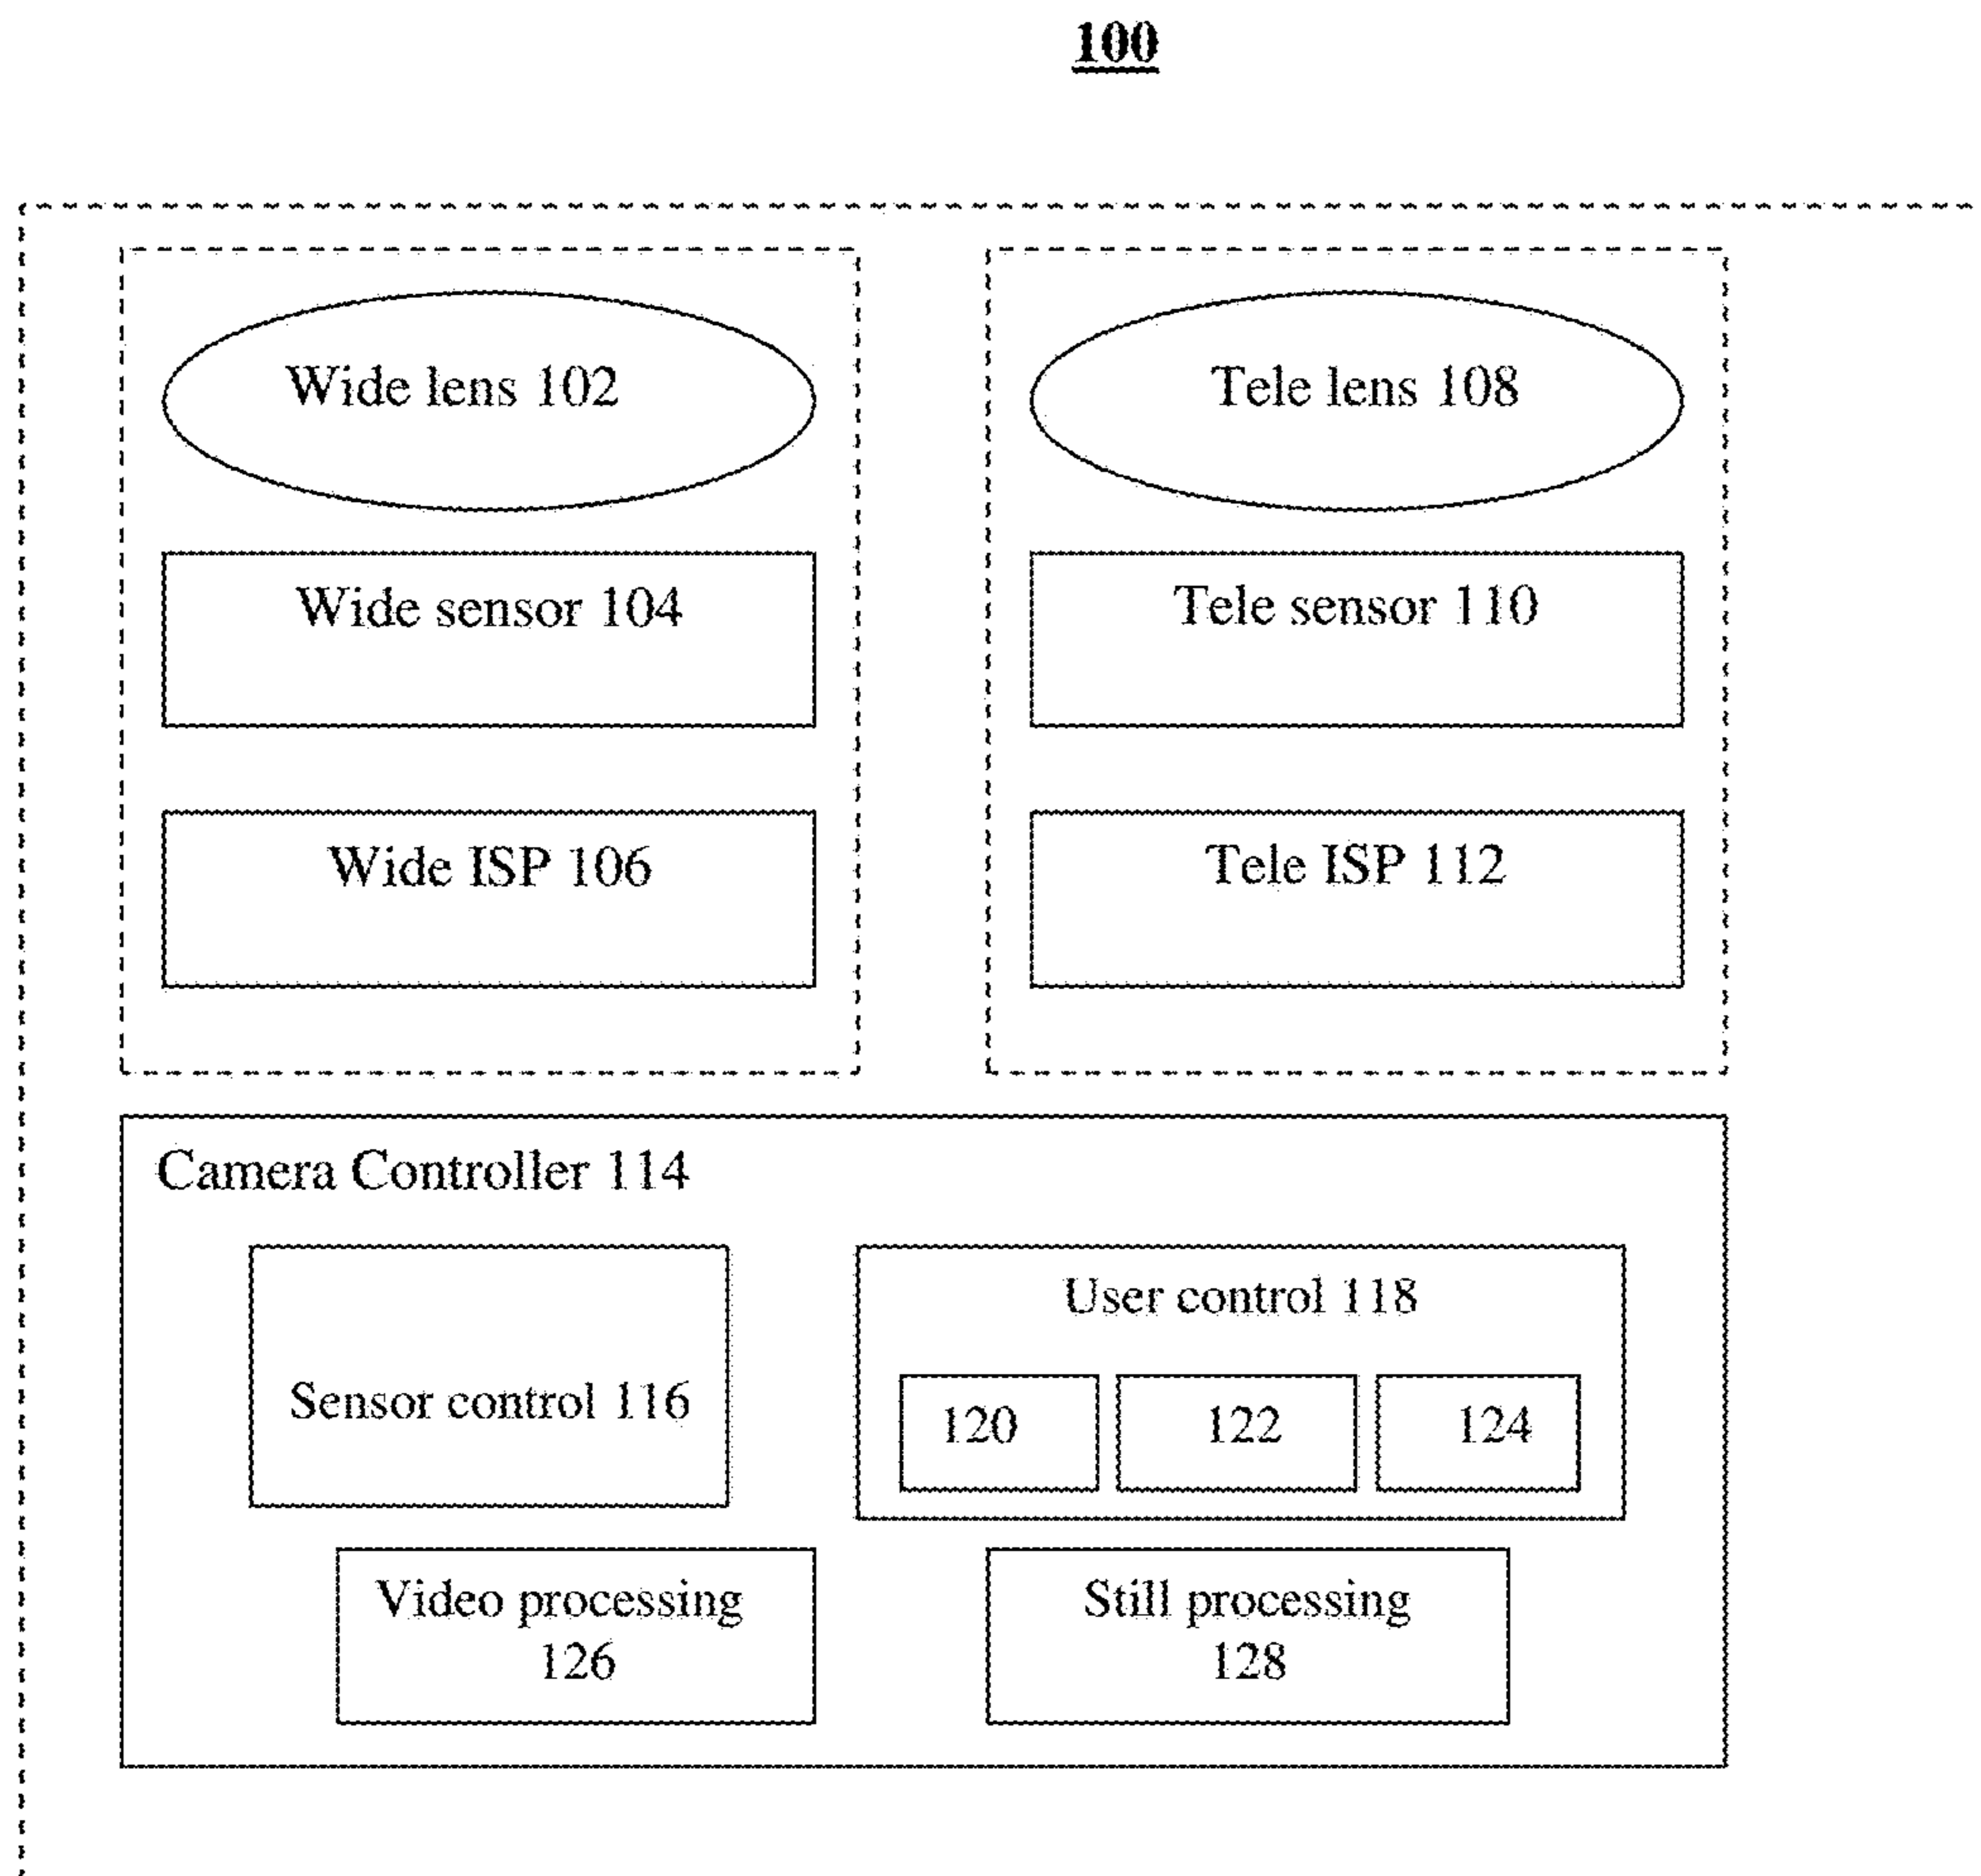 100
Wide lens 102
Tele lens 108
Wide sensor 104
Tele sensor 110
Wide ISP 106
Tele ISP 112
Camera Controller 114
User control 118
Sensor control 116
120
122
124
Video processing
126
Still processing
128